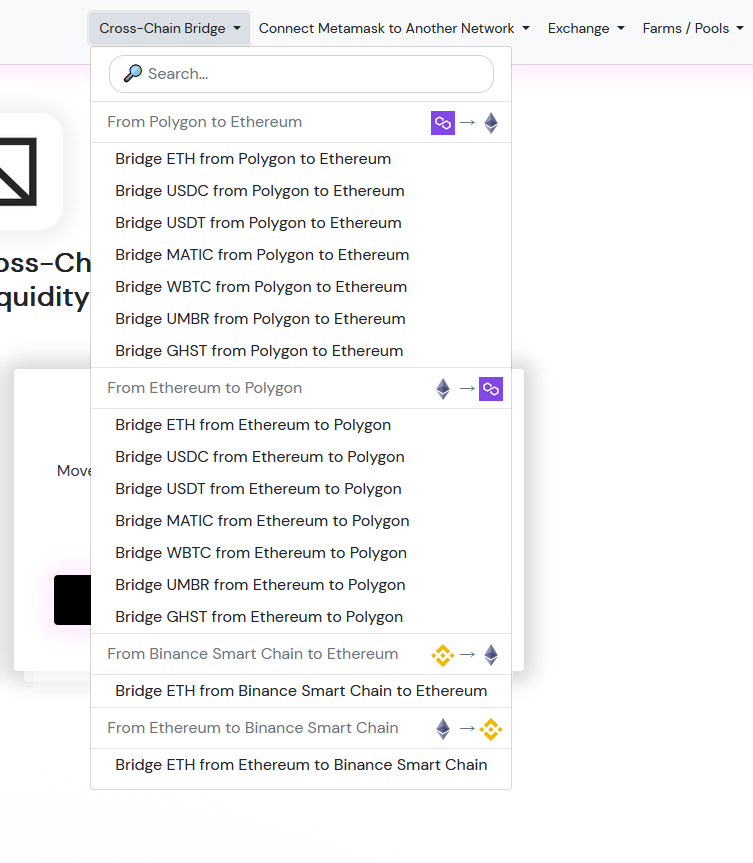 Cross-Chain Bridge Connect Metamask to Another Network Exchange Farms / Pools
Search...
From Polygon to Ethereum
Bridge ETH from Polygon to Ethereum
Bridge USDC from Polygon to Ethereum
Bridge USDT from Polygon to Ethereum
Bridge MATIC from Polygon to Ethereum
oss-Ch
Bridge WBTC from Polygon to Ethereum
quidity
Bridge UMBR from Polygon to Ethereum
Bridge GHST from Polygon to Ethereum
From Ethereum to Polygon
Bridge ETH from Ethereum to Polygon
Bridge USDC from Ethereum to Polygon
Move
Bridge USDT from Ethereum to Polygon
Bridge MATIC from Ethereum to Polygon
Bridge WBTC from Ethereum to Polygon
Bridge UMBR from Ethereum to Polygon
Bridge GHST from Ethereum to Polygon
From Binance Smart Chain to Ethereum
Bridge ETH from Binance Smart Chain to Ethereum
From Ethereum to Binance Smart Chain
Bridge ETH from Ethereum to Binance Smart Chain